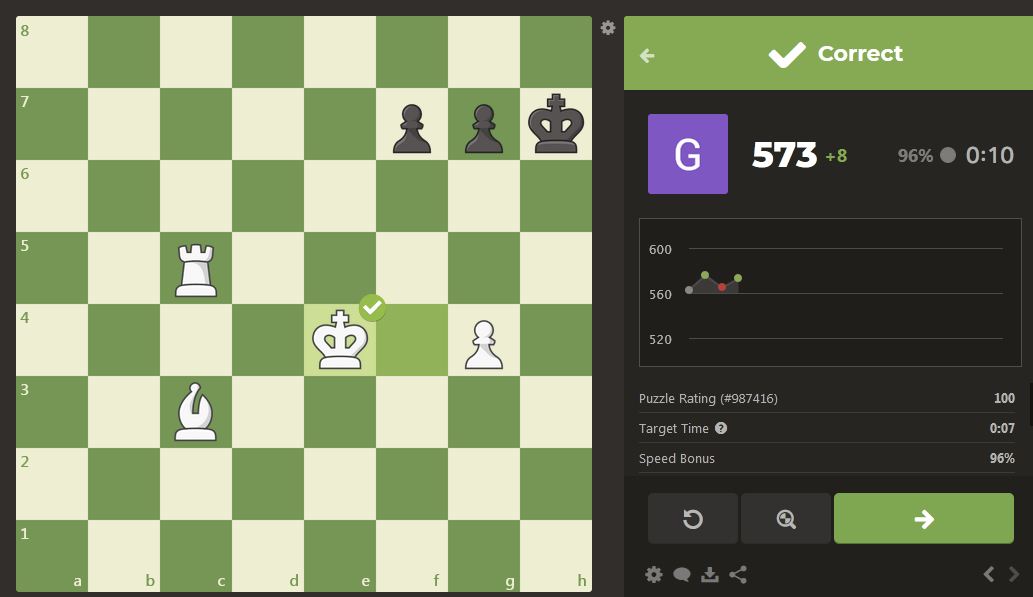 8
7
6
5
4
3
2
1
a b c d e f g h
Correct
G
573 +8 96% 0:10
600
560
520
Puzzle Rating (#987416) 100
Target Time ? 0:07
Speed Bonus 96%